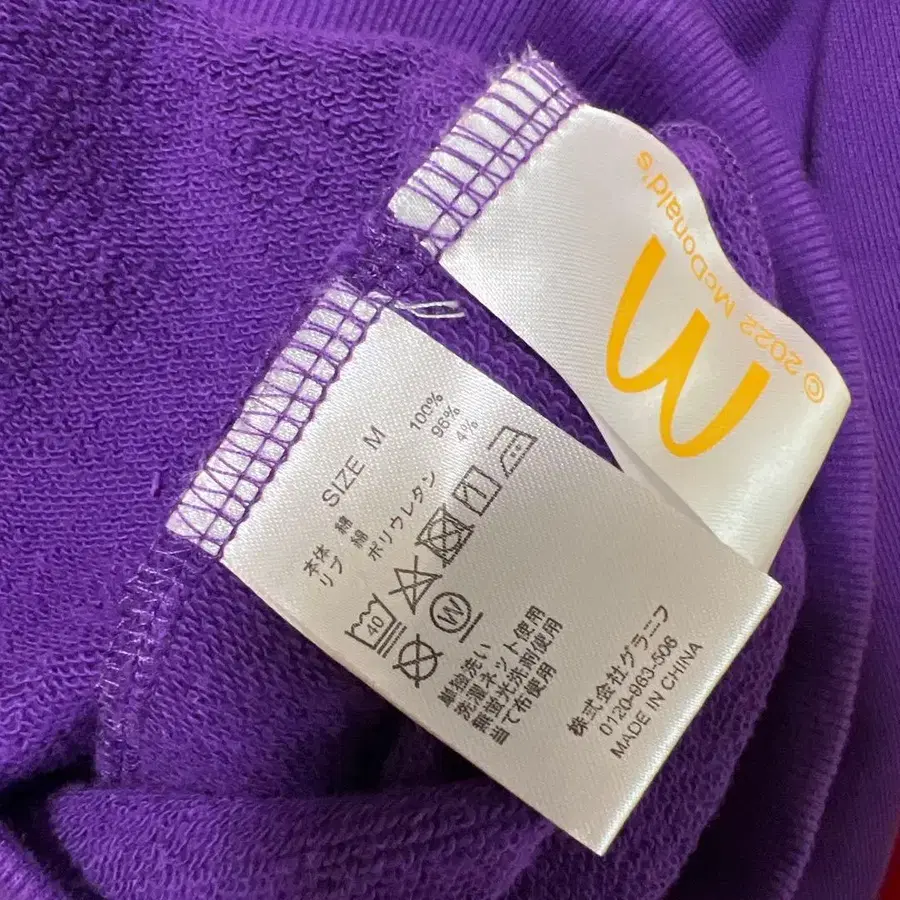 © 2022 McDonald's
SIZE M
本体 綿 100%
リブ 綿 96%
ポリウレタン 4%
40
W
単独洗い
洗濯ネット使用
無蛍光洗剤使用
当て布使用
株式会社グラニフ
0120-963-506
MADE IN CHINA